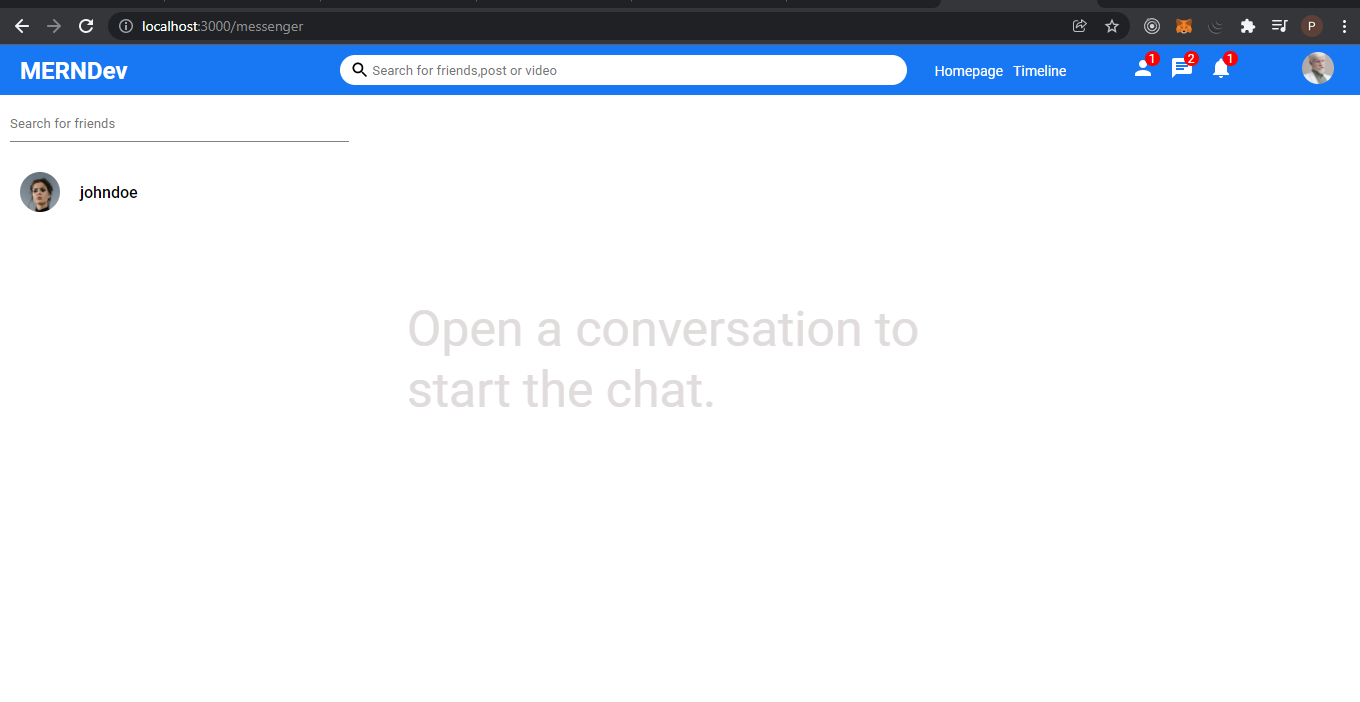 localhost:3000/messenger
P
MERNDev
Search for friends,post or video
Homepage
Timeline
1
2
1
Search for friends
johndoe
Open a conversation to
start the chat.